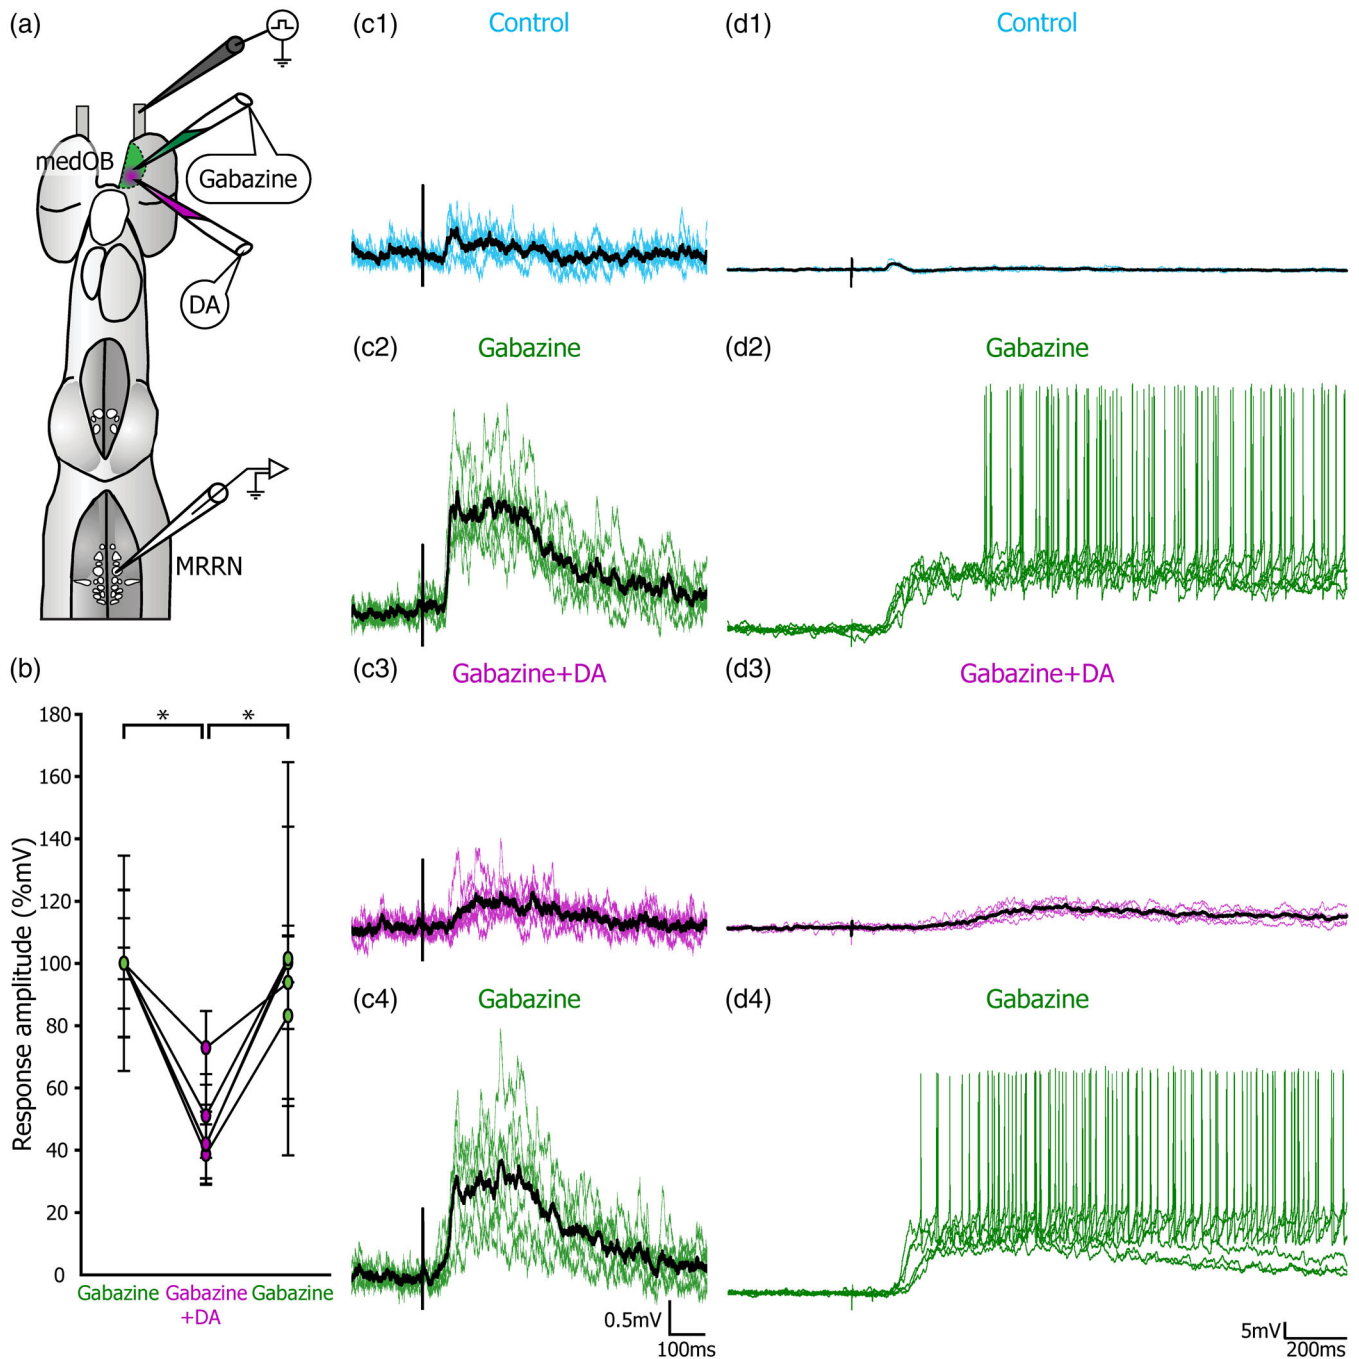 (a)
medOB
Gabazine
DA
MRRN
(b)
* *
180
160
140
120
100
80
60
40
20
0
Response amplitude (%mV)
Gabazine
Gabazine
+DA
Gabazine
(c1) Control
(c2) Gabazine
(c3) Gabazine+DA
(c4) Gabazine
0.5mV
100ms
(d1) Control
(d2) Gabazine
(d3) Gabazine+DA
(d4) Gabazine
5mV
200ms